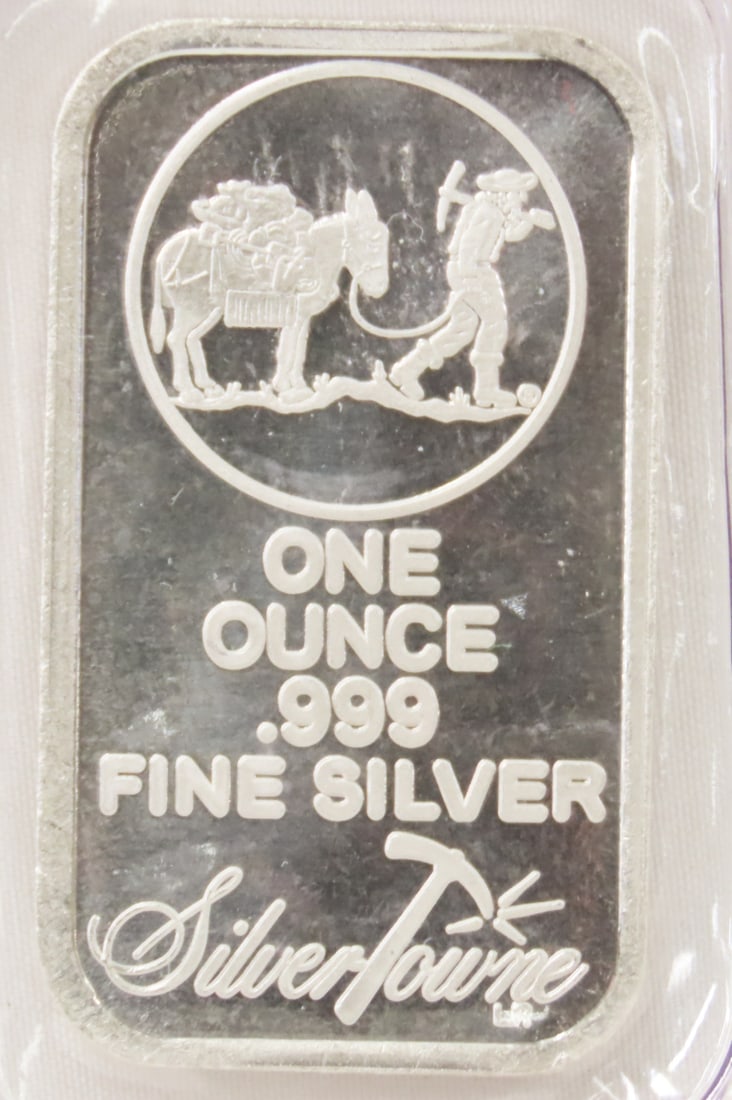 ONE
OUNCE
.999
FINE SILVER
SilverTowne